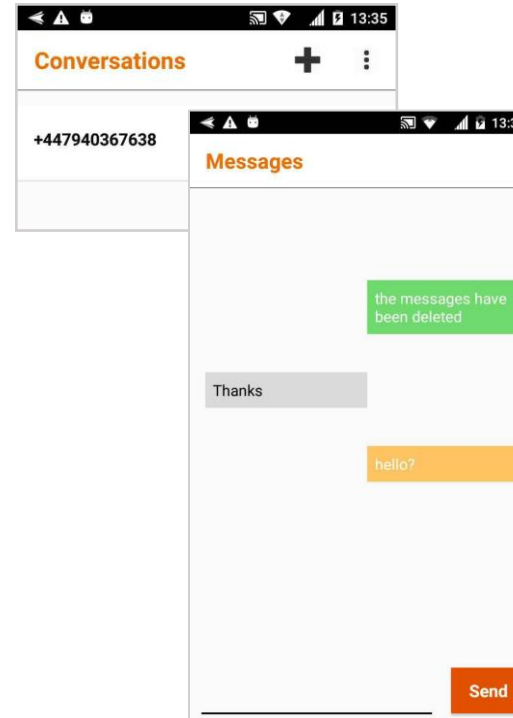 13:35
Conversations
+447940367638
13:3
Messages
the messages have
been deleted
Thanks
hello?
Send